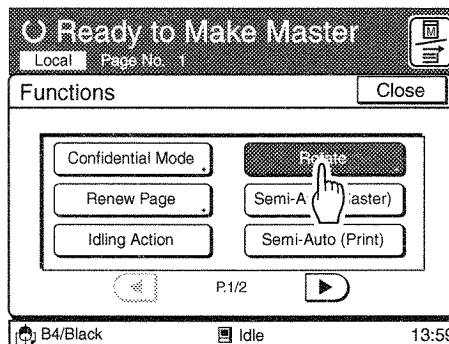 Ready to Make Master
Local Page No. 1
Functions Close
Confidential Mode Rotate
Renew Page Semi-A aster)
Idling Action Semi-Auto (Print)
P.1/2
B4/Black Idle 13:59